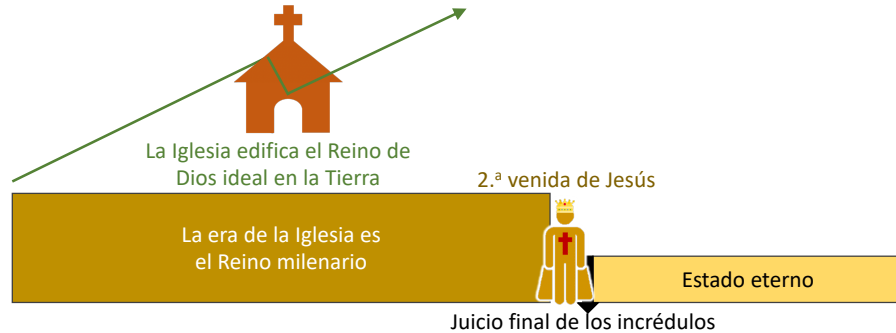 La Iglesia edifica el Reino de
Dios ideal en la Tierra
2.ª venida de Jesús
La era de la Iglesia es
el Reino milenario
Estado eterno
Juicio final de los incrédulos